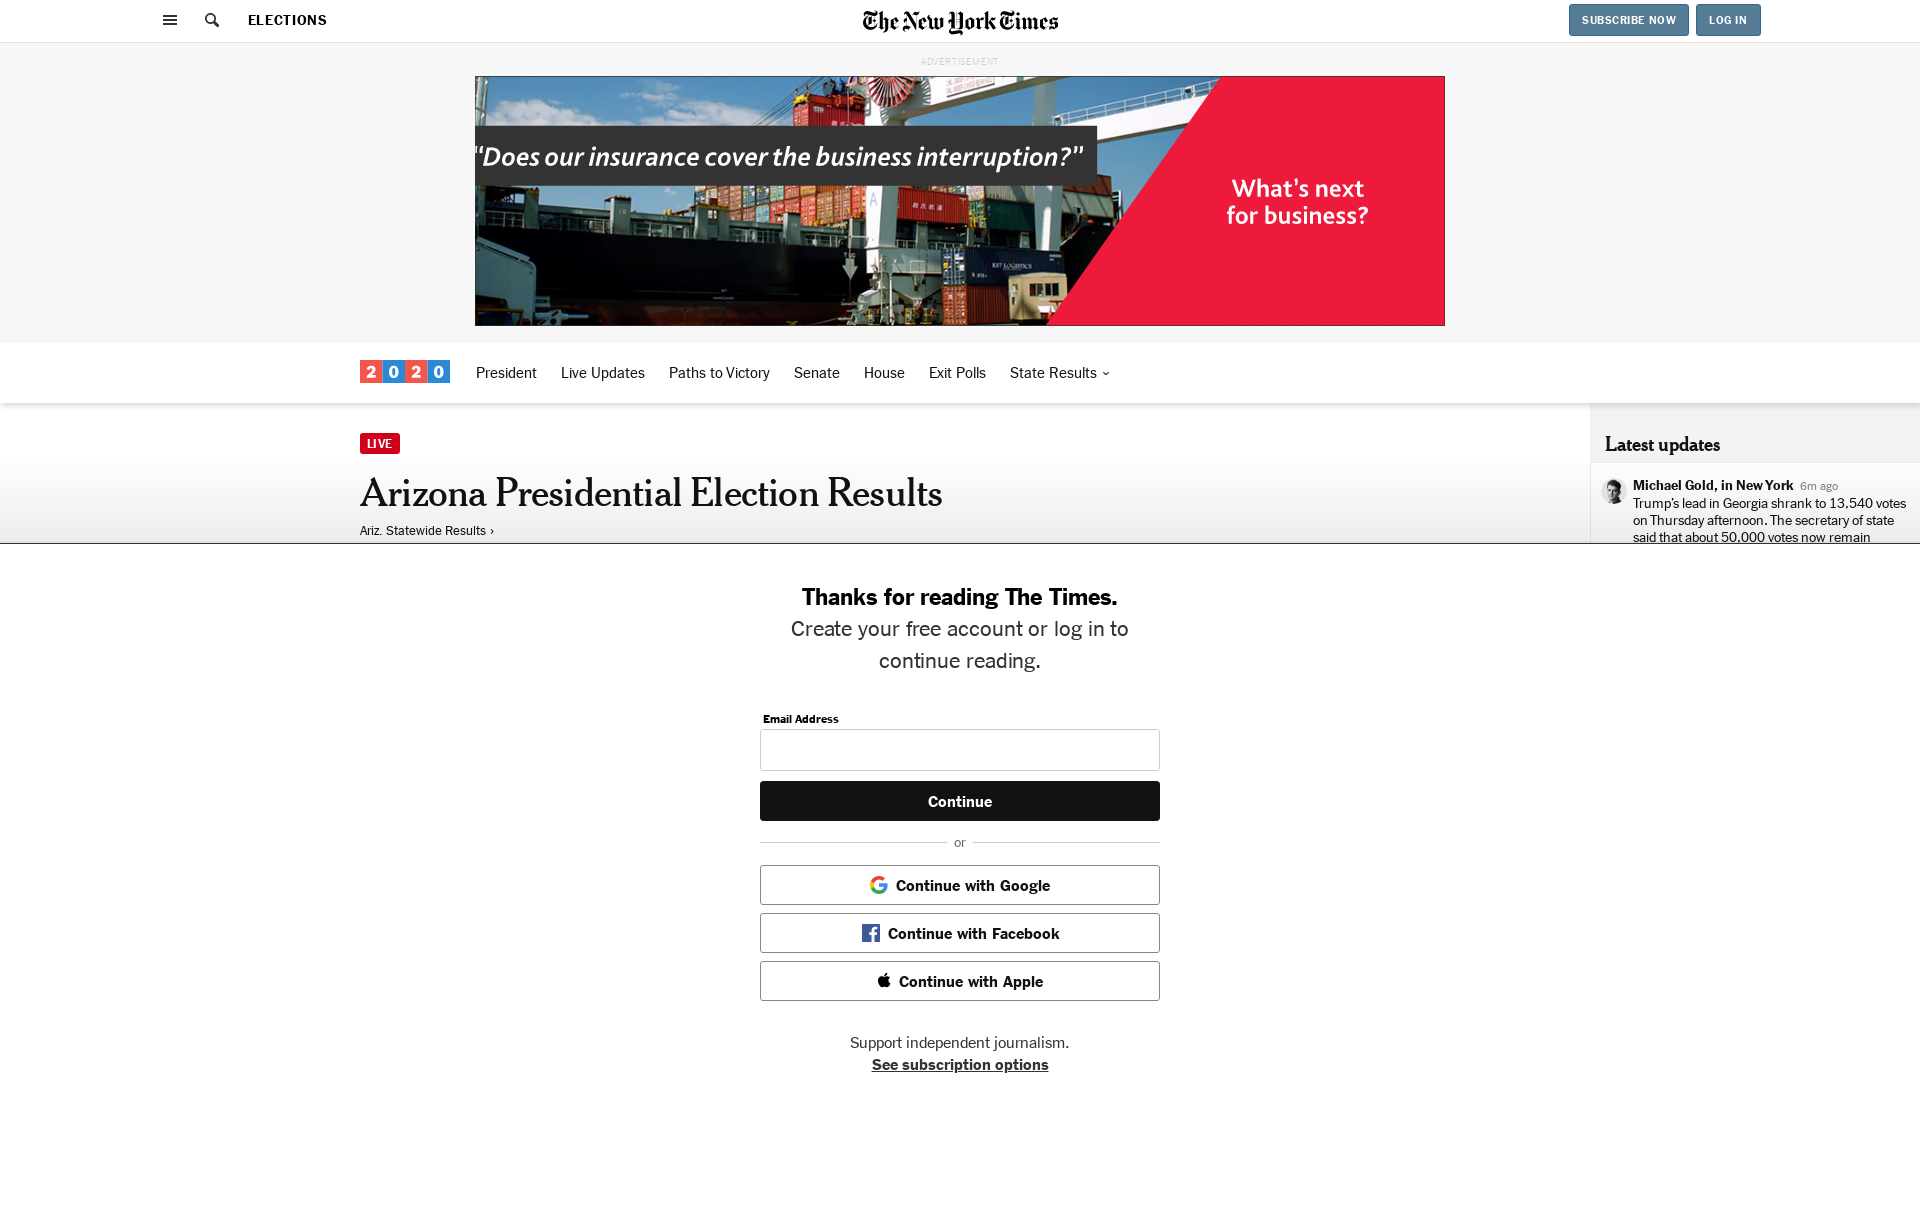 ELECTIONS
The New York Times
SUBSCRIBE NOW
LOG IN
ADVERTISEMENT
“Does our insurance cover the business interruption?”
What’s next
for business?
A
KST LOGISTICS
2020
President
Live Updates
Paths to Victory
Senate
House
Exit Polls
State Results
LIVE
Arizona Presidential Election Results
Ariz. Statewide Results ›
Latest updates
Michael Gold, in New York 6m ago
Trump’s lead in Georgia shrank to 13,540 votes
on Thursday afternoon. The secretary of state
said that about 50,000 votes now remain
Thanks for reading The Times.
Create your free account or log in to
continue reading.
Email Address
Continue
or
Continue with Google
Continue with Facebook
Continue with Apple
Support independent journalism.
See subscription options